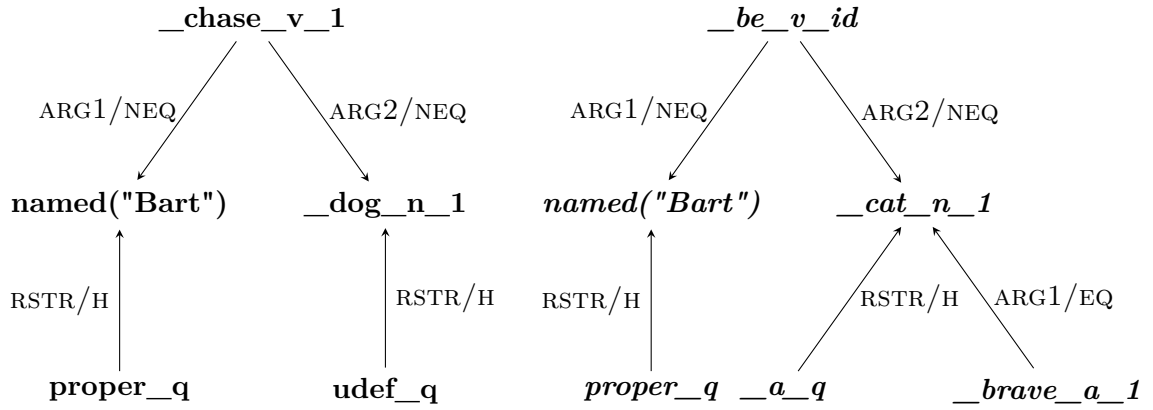 _chase_v_1 _be_v_id
ARG1/NEQ ARG2/NEQ ARG1/NEQ ARG2/NEQ
named("Bart") _dog_n_1 named("Bart") _cat_n_1
RSTR/H RSTR/H RSTR/H RSTR/H ARG1/EQ
proper_q udef_q proper_q _a_q _brave_a_1